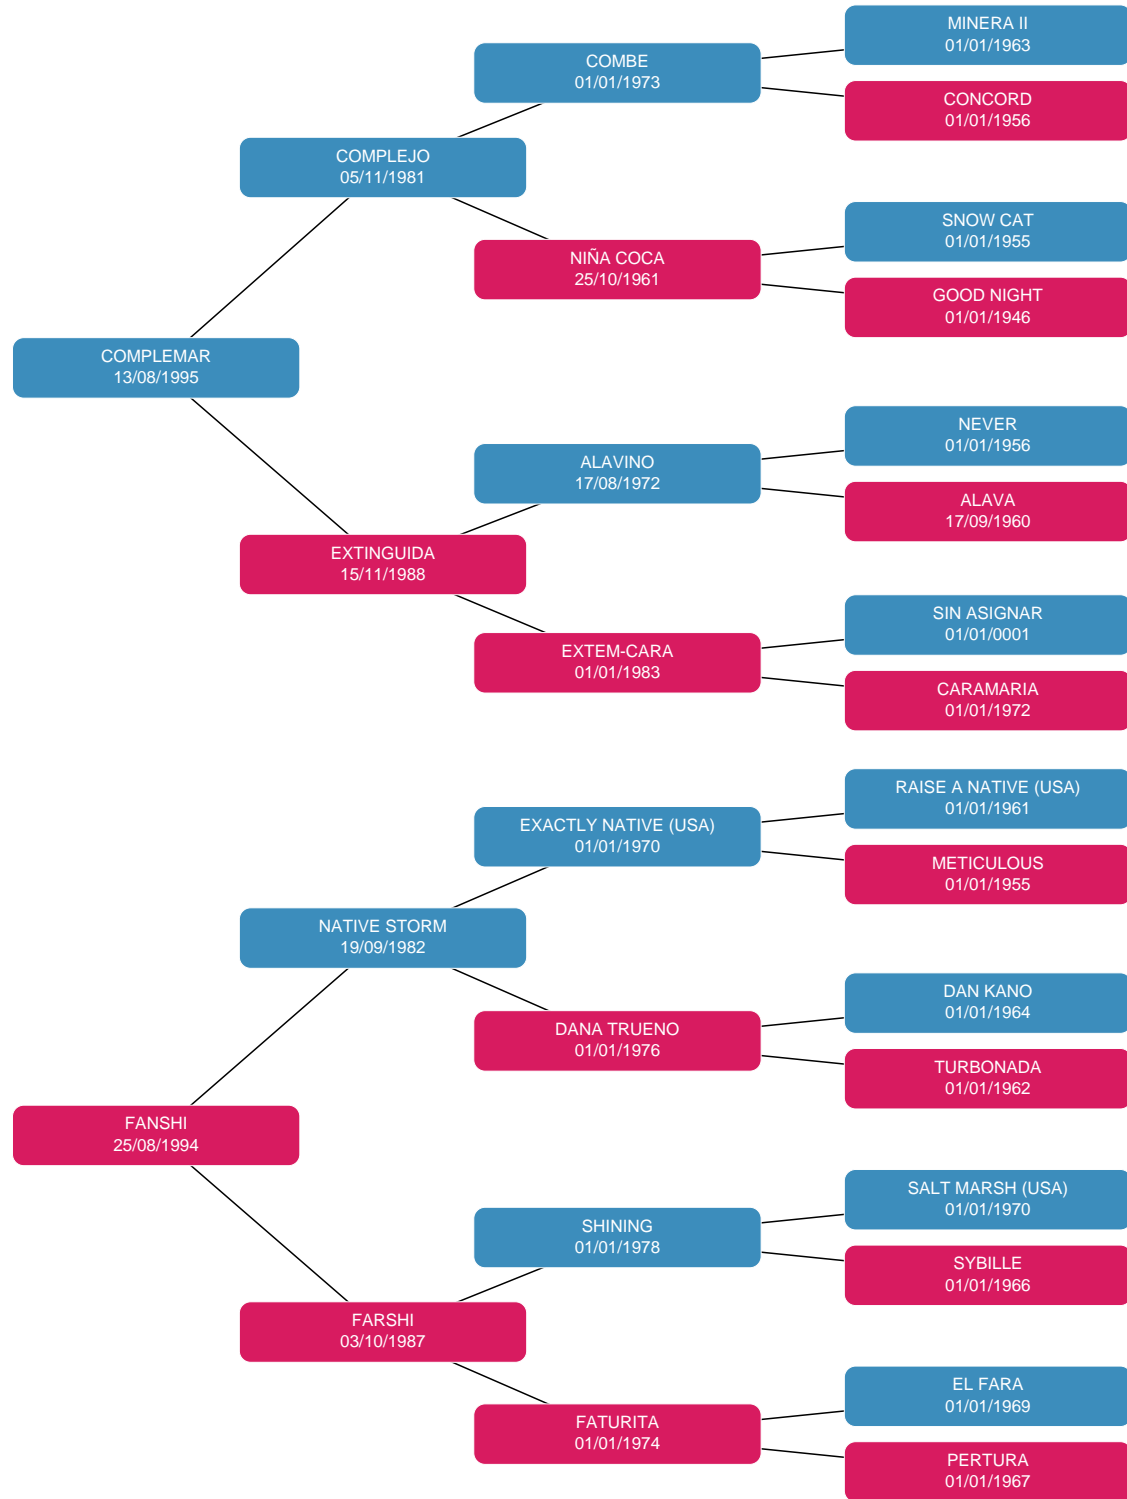 MINERA II
01/01/1963
COMBE
01/01/1973
CONCORD
01/01/1956
COMPLEJO
05/11/1981
SNOW CAT
01/01/1955
NIÑA COCA
25/10/1961
GOOD NIGHT
01/01/1946
COMPLEMAR
13/08/1995
NEVER
01/01/1956
ALAVINO
17/08/1972
ALAVA
17/09/1960
EXTINGUIDA
15/11/1988
SIN ASIGNAR
01/01/0001
EXTEM-CARA
01/01/1983
CARAMARIA
01/01/1972
RAISE A NATIVE (USA)
01/01/1961
EXACTLY NATIVE (USA)
01/01/1970
METICULOUS
01/01/1955
NATIVE STORM
19/09/1982
DAN KANO
01/01/1964
DANA TRUENO
01/01/1976
TURBONADA
01/01/1962
FANSHI
25/08/1994
SALT MARSH (USA)
01/01/1970
SHINING
01/01/1978
SYBILLE
01/01/1966
FARSHI
03/10/1987
EL FARA
01/01/1969
FATURITA
01/01/1974
PERTURA
01/01/1967